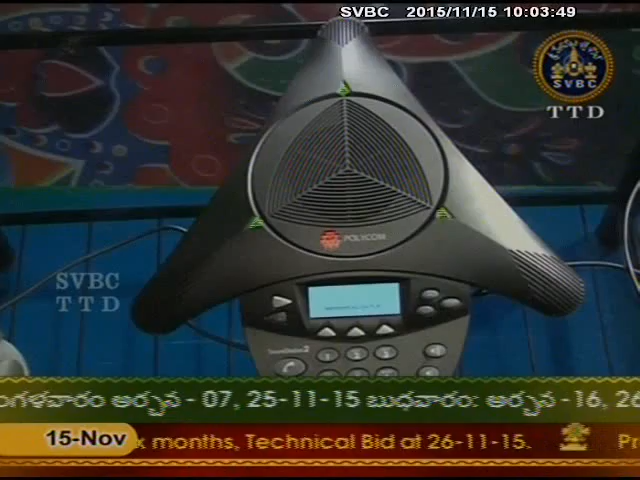 SVBC 2015/11/15 10:03:49
SVBC
TTD
SVBC
TTD
POLYCOM
SoundStation2
గళవారం అర్చన - 07, 25-11-15 బుధవారం: అర్చన -16, 26
15-Nov x months, Technical Bid at 26-11-15. Pr